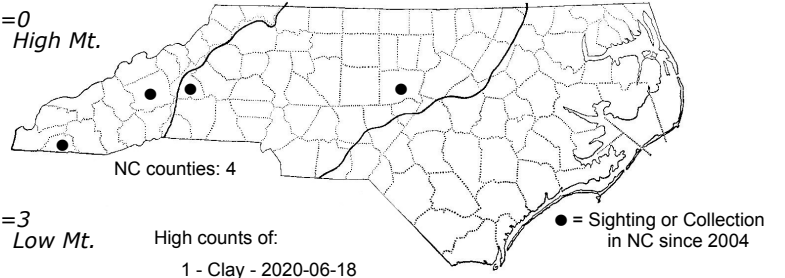 =0
High Mt.
NC counties: 4
=3
Low Mt.
High counts of:
1 - Clay - 2020-06-18
● = Sighting or Collection
in NC since 2004